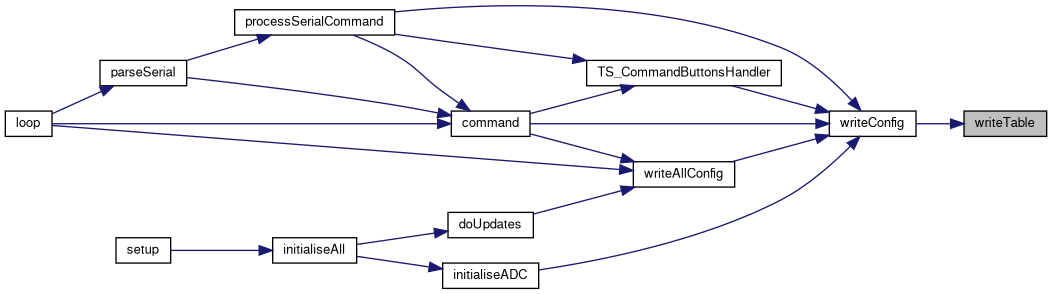 processSerialCommand
parseSerial
TS_CommandButtonsHandler
loop
command
writeConfig
writeTable
writeAllConfig
doUpdates
setup
initialiseAll
initialiseADC